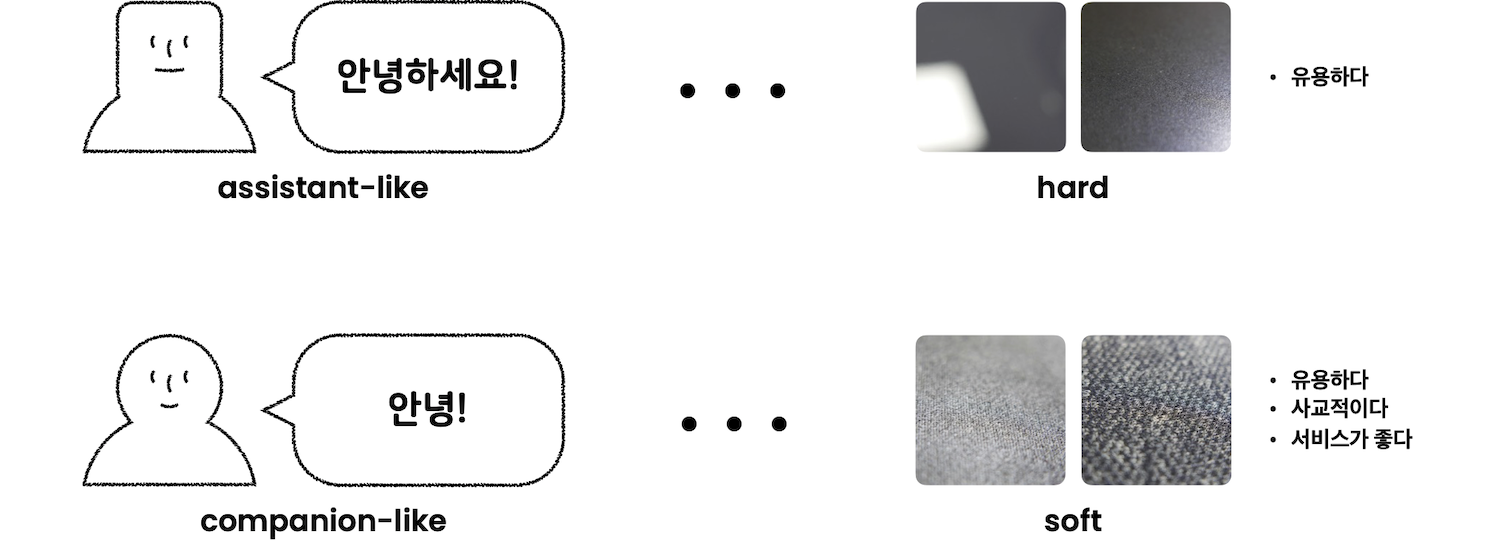 안녕하세요!
assistant-like
hard
• 유용하다
안녕!
companion-like
soft
• 유용하다
• 사교적이다
• 서비스가 좋다